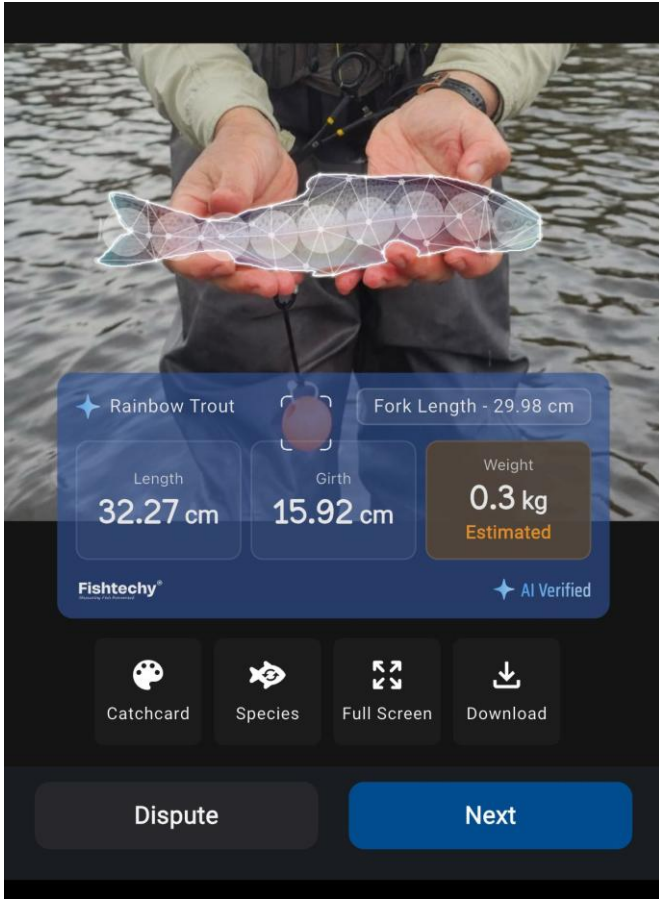 Rainbow Trout
Fork Length - 29.98 cm
Length
32.27 cm
Girth
15.92 cm
Weight
0.3 kg
Estimated
Fishtechy®
AI Verified
Catchcard
Species
Full Screen
Download
Dispute
Next